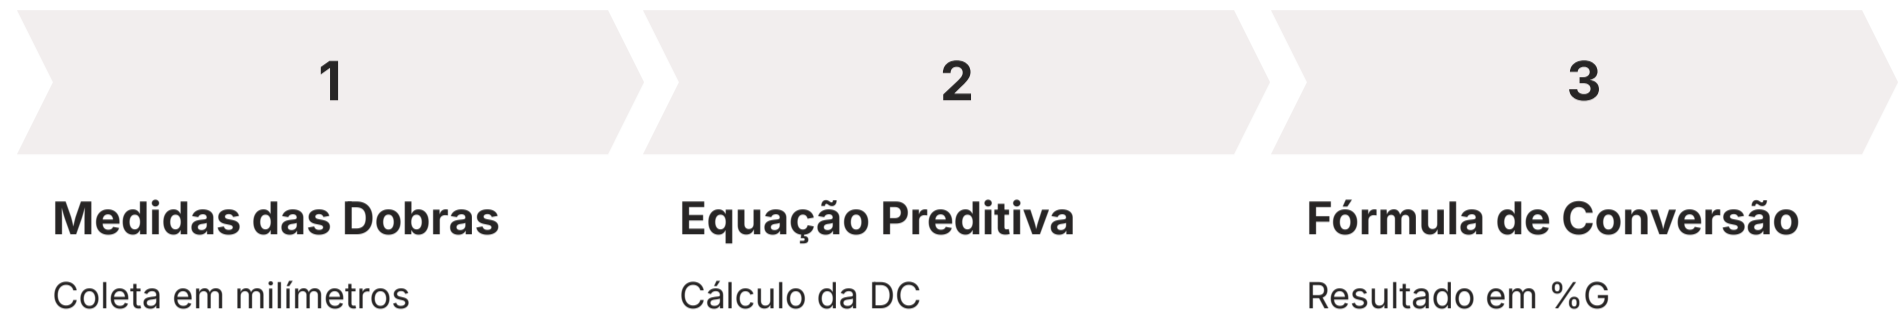 1
Medidas das Dobras
Coleta em milímetros
2
Equação Preditiva
Cálculo da DC
3
Fórmula de Conversão
Resultado em %G